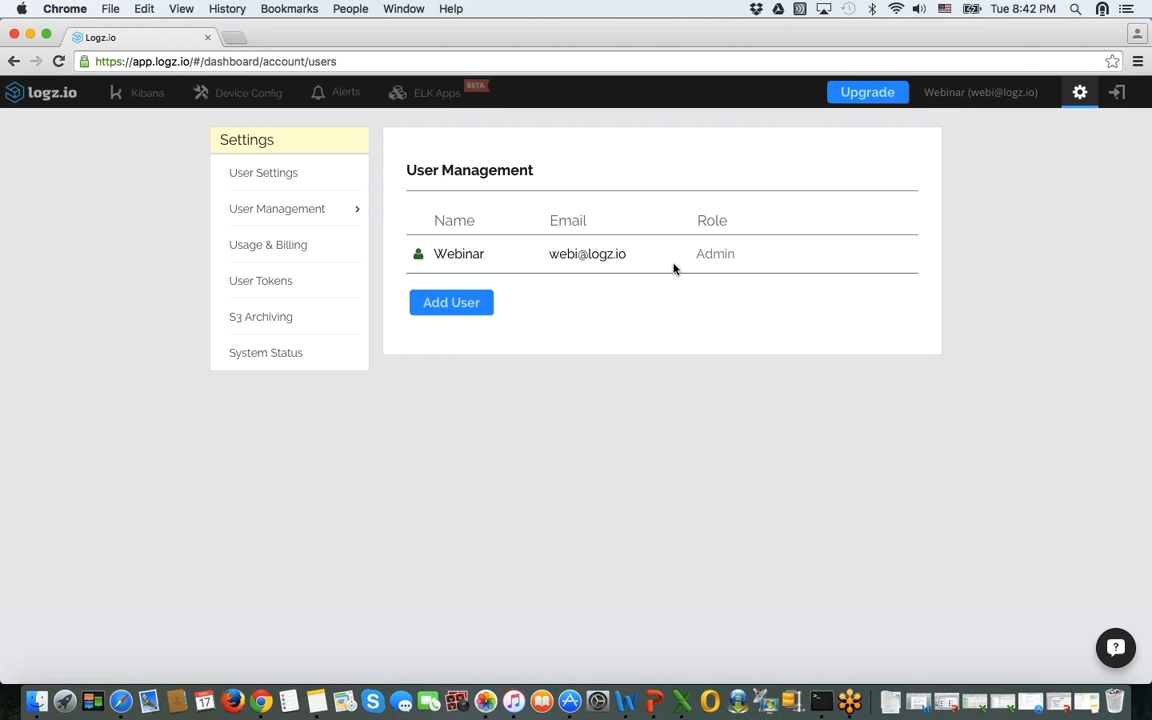 Chrome File Edit View History Bookmarks People Window Help Tue 8:42 PM
Logz.io
https://app.logz.io/#/dashboard/account/users
logz.io Kibana Device Config Alerts ELK Apps BETA Upgrade Webinar (webi@logz.io)
Settings
User Settings
User Management
Usage & Billing
User Tokens
S3 Archiving
System Status
User Management
Name Email Role
Webinar webi@logz.io Admin
Add User
17